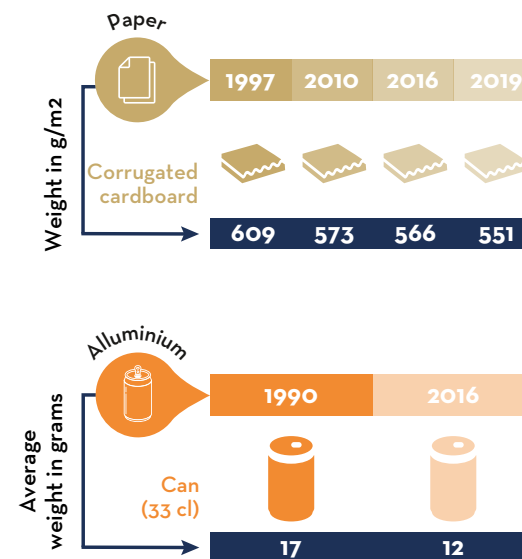 Paper
Weight in g/m2
1997 2010 2016 2019
Corrugated
cardboard
609 573 566 551
Alluminium
Average
weight in grams
1990 2016
Can
(33 cl)
17 12